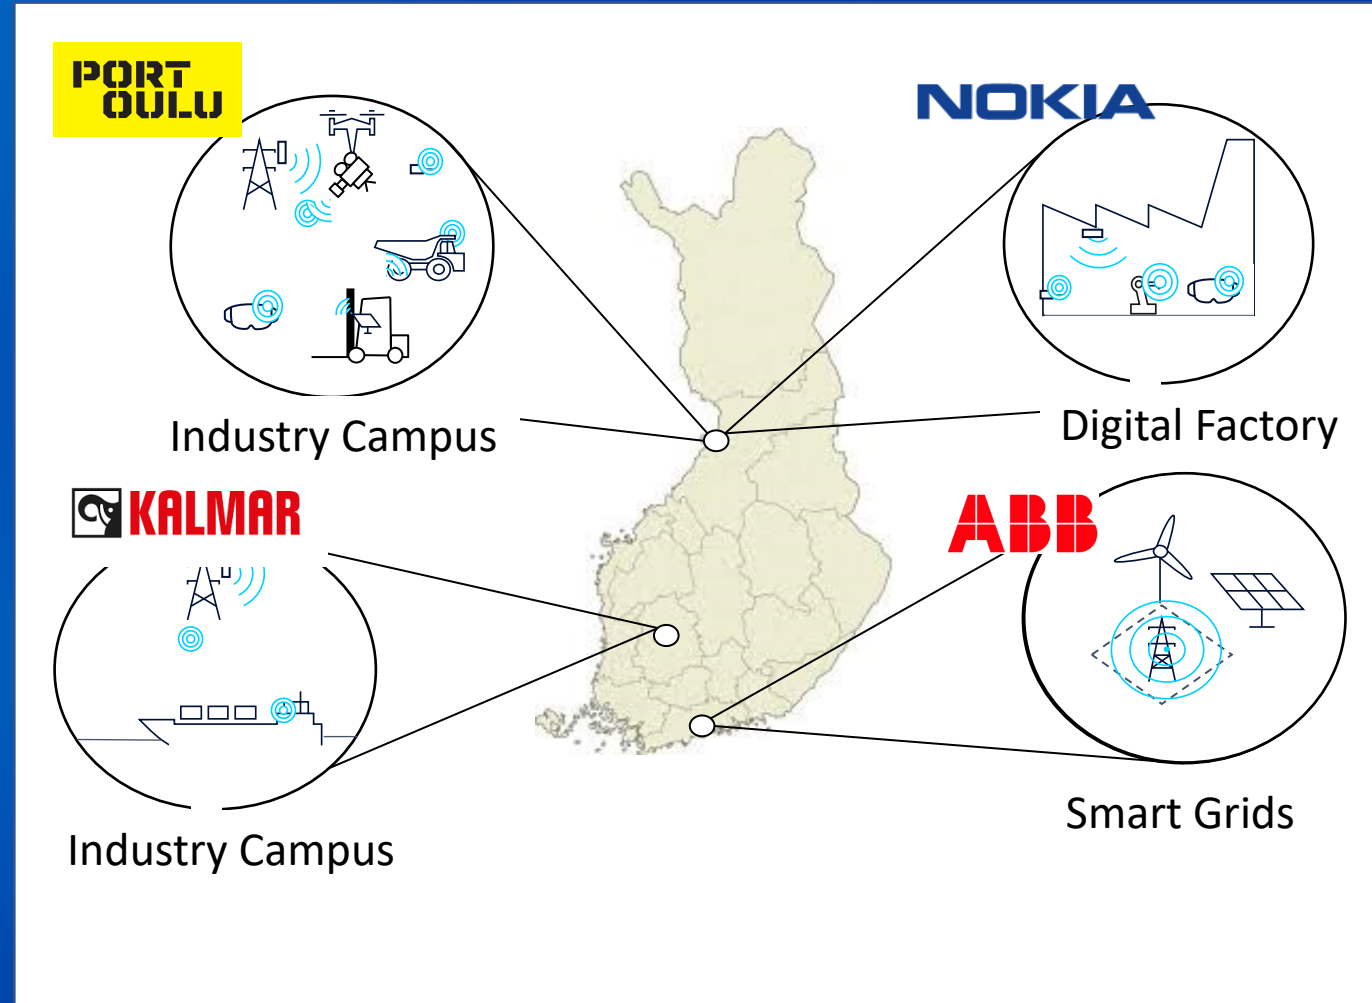 PORT
OULU
NOKIA
Industry Campus
Digital Factory
KALMAR
ABB
Smart Grids
Industry Campus